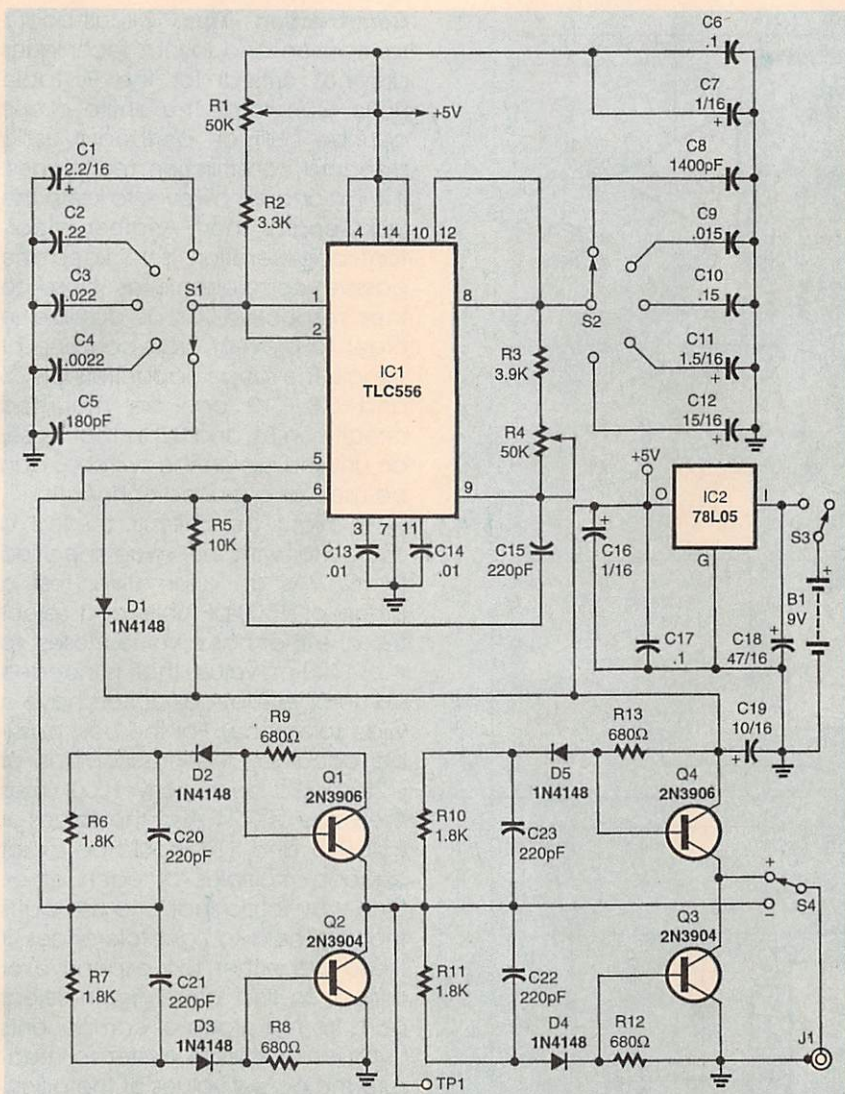 C6
.1
C7
1/16
+
R1
50K
+5V
C8
1400pF
C1
2.2/16
+
R2
3.3K
C2
.22
C9
.015
C3
.022
S1
4 14 10 12
C10
.15
1
8
S2
C4
.0022
2
R3
3.9K
C11
1.5/16
+
IC1
TLC556
C5
180pF
R4
50K
C12
15/16
+
5
6
9
+5V
O
IC2
78L05
I
G
S3
R5
10K
3 7 11
C13
.01
C14
.01
C15
220pF
+
C16
1/16
+
B1
9V
D1
1N4148
C17
.1
C18
47/16
+
R9
680Ω
R13
680Ω
C19
10/16
+
D2
1N4148
Q1
2N3906
D5
1N4148
Q4
2N3906
R6
1.8K
C20
220pF
R10
1.8K
C23
220pF
+
S4
−
Q2
2N3904
Q3
2N3904
R7
1.8K
C21
220pF
R11
1.8K
C22
220pF
D3
1N4148
R8
680Ω
D4
1N4148
R12
680Ω
J1
TP1